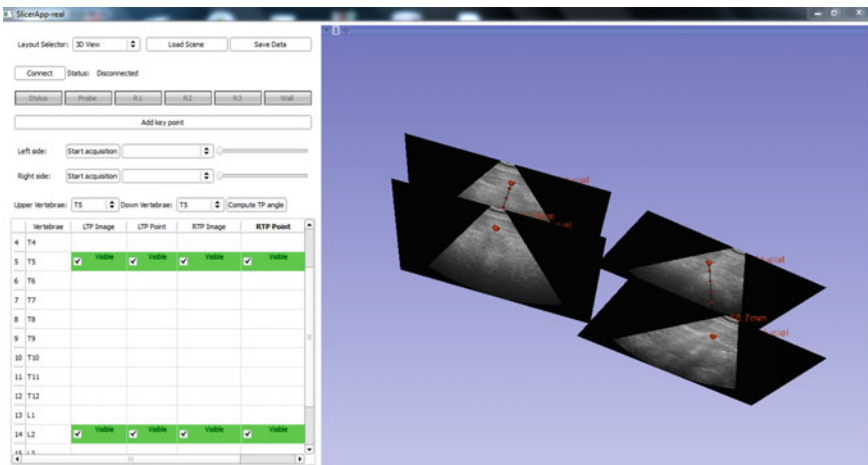 SlicerApp-real
Layout Selector: 3D View Load Scene Save Data
Connect Status: Disconnected
Stylus Probe R1 R2 R3 Wall
Add key point
Left side: Start acquisition
Right side: Start acquisition
Upper Vertebrae: T5 Down Vertebrae: T5 Compute TP angle
Vertebrae LTP Image LTP Point RTP Image RTP Point
4 T4
5 T5 Visible Visible Visible Visible
6 T6
7 T7
8 T8
9 T9
10 T10
11 T11
12 T12
13 L1
14 L2 Visible Visible Visible Visible
15 L3
1